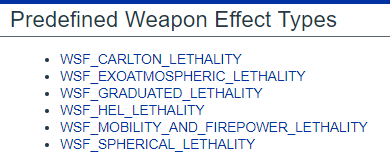 Predefined Weapon Effect Types
WSF_CARLTON_LETHALITY
WSF_EXOATMOSPHERIC_LETHALITY
WSF_GRADUATED_LETHALITY
WSF_HEL_LETHALITY
WSF_MOBILITY_AND_FIREPOWER_LETHALITY
WSF_SPHERICAL_LETHALITY